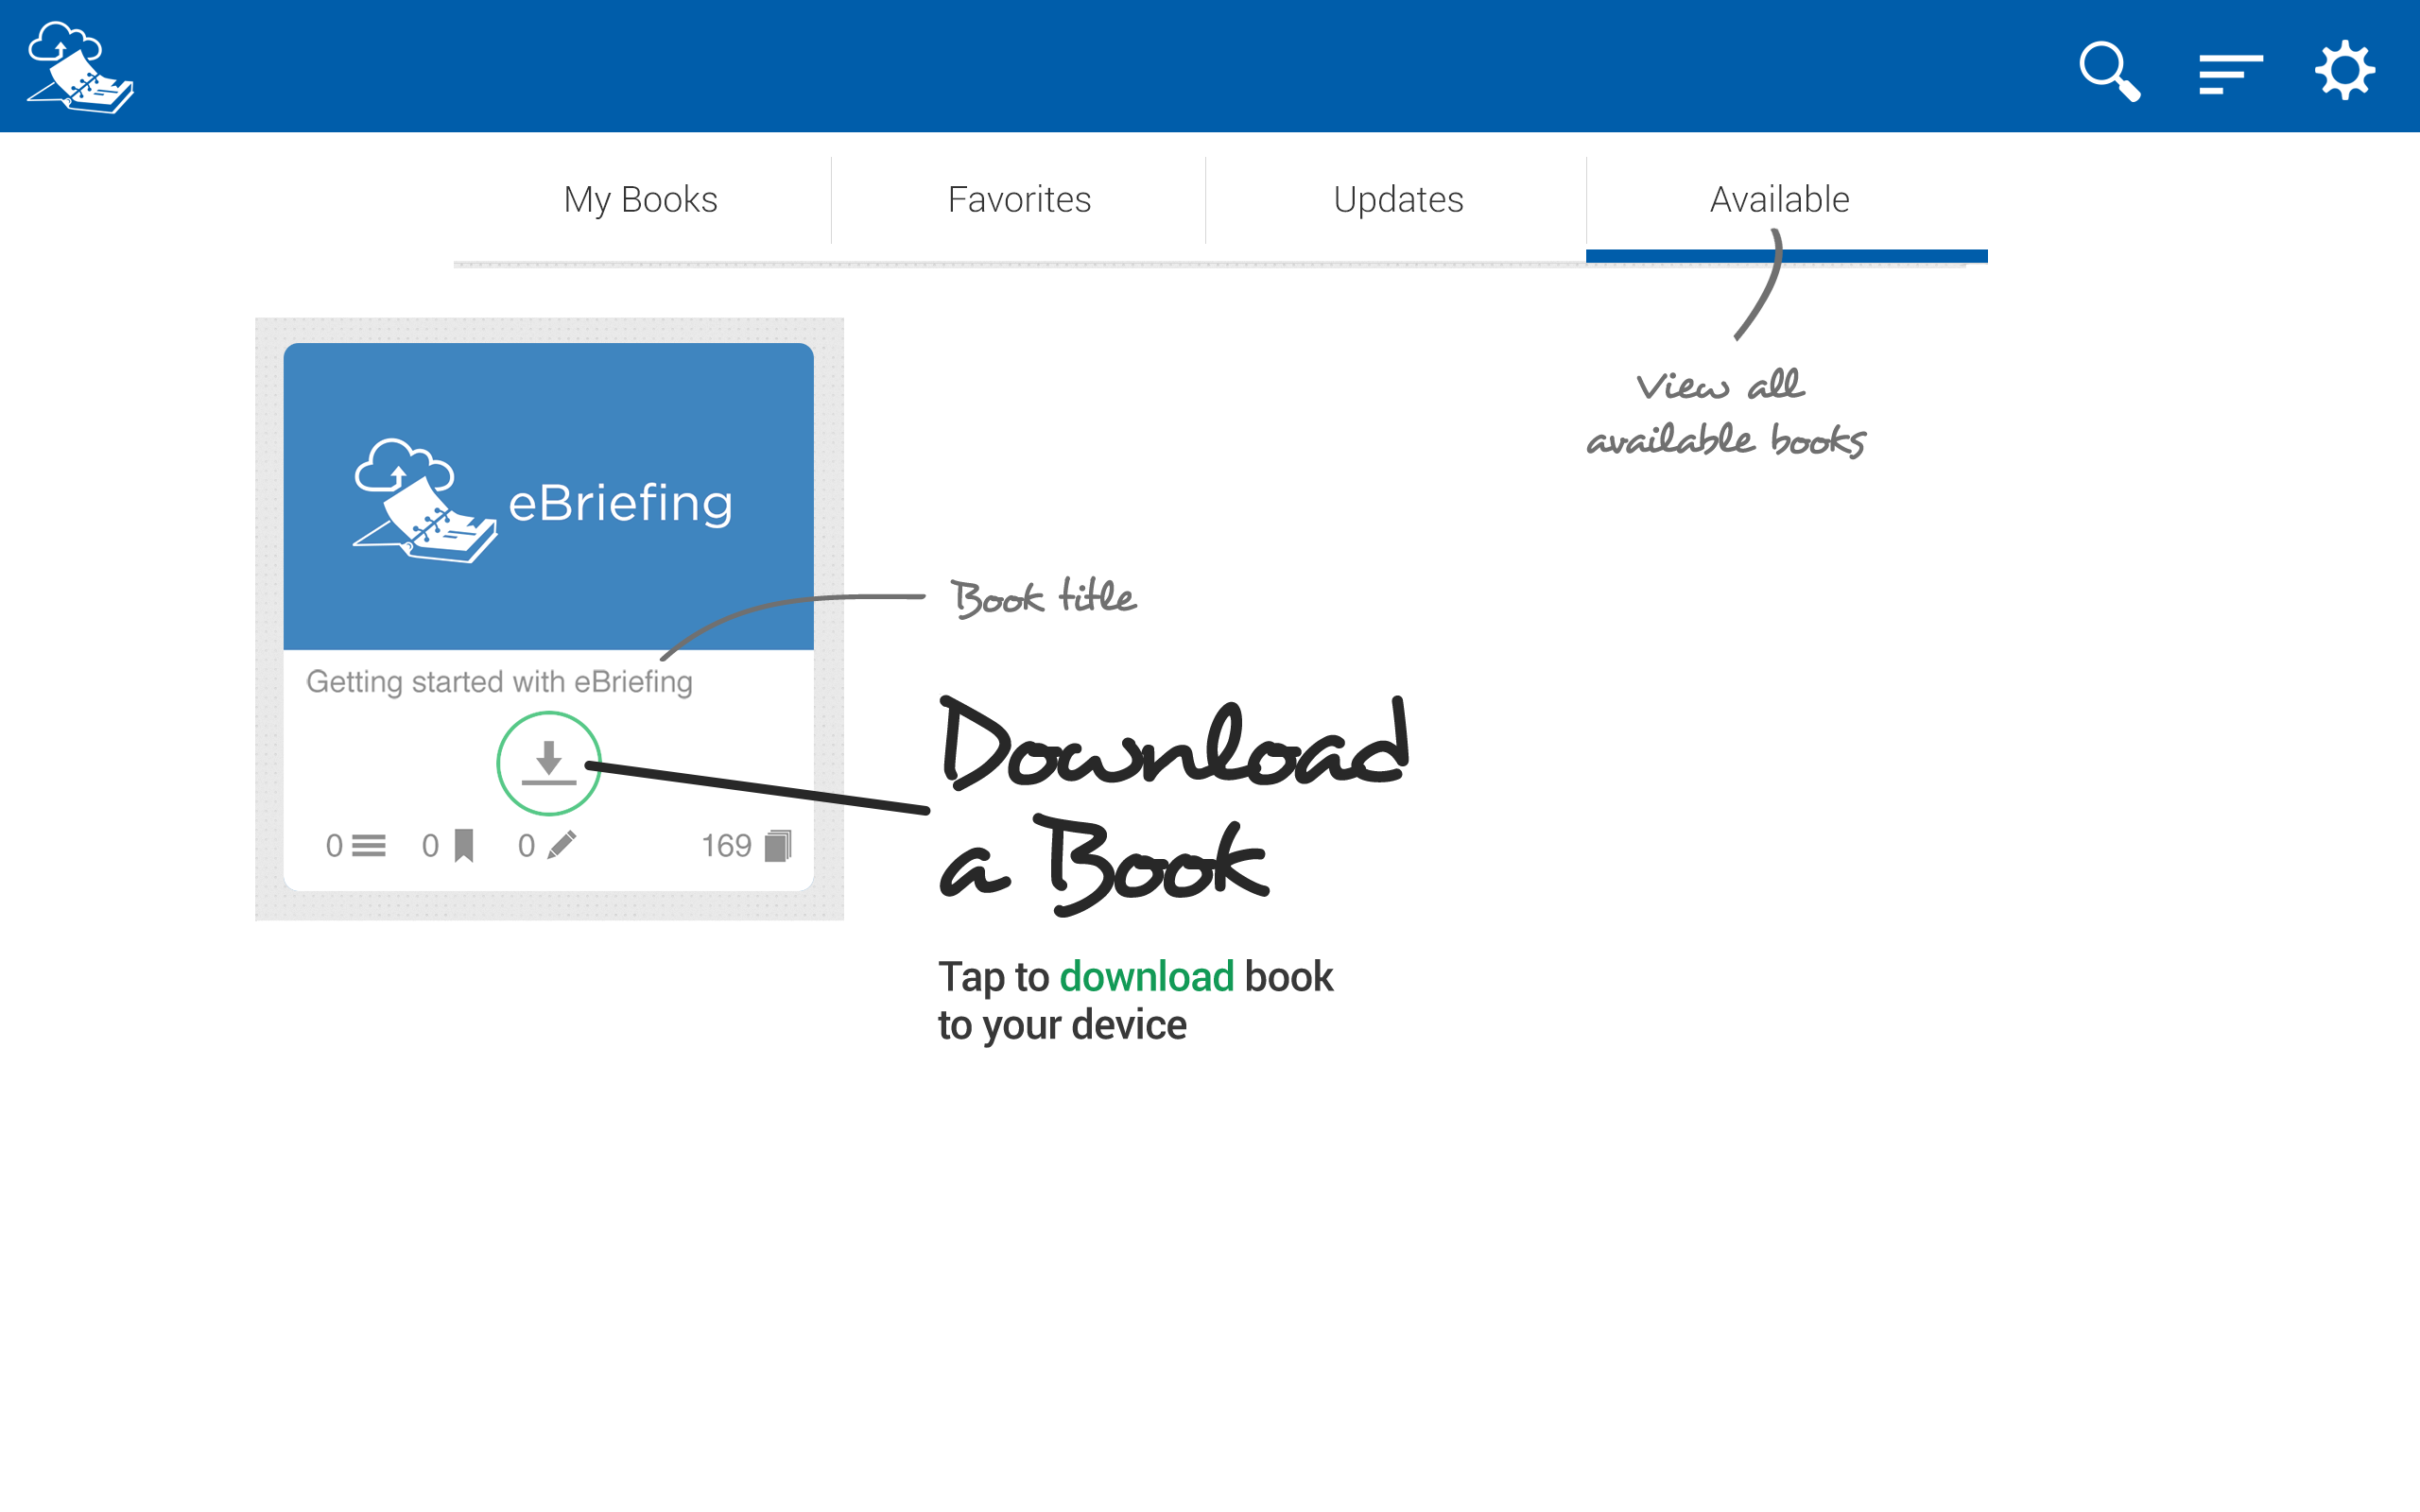 My Books
Favorites
Updates
Available
View all
available books
eBriefing
Book title
Getting started with eBriefing
Download
a Book
0
0
0
169
Tap to download book
to your device